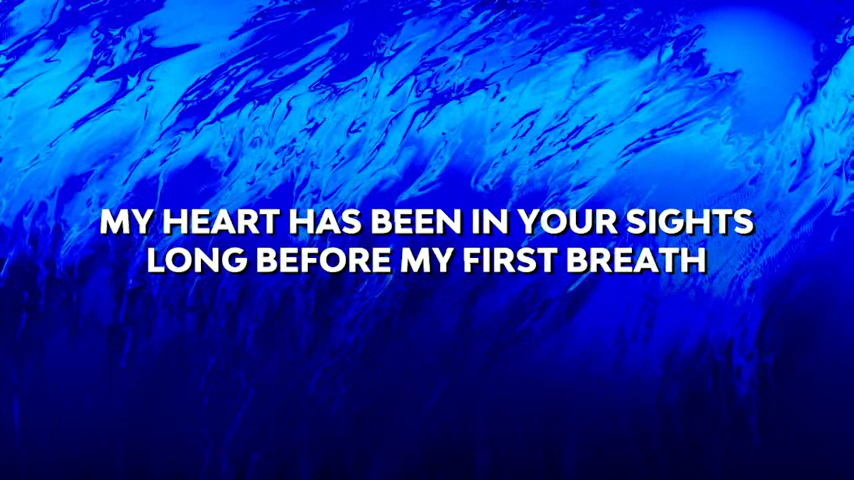 MY HEART HAS BEEN IN YOUR SIGHTS
LONG BEFORE MY FIRST BREATH